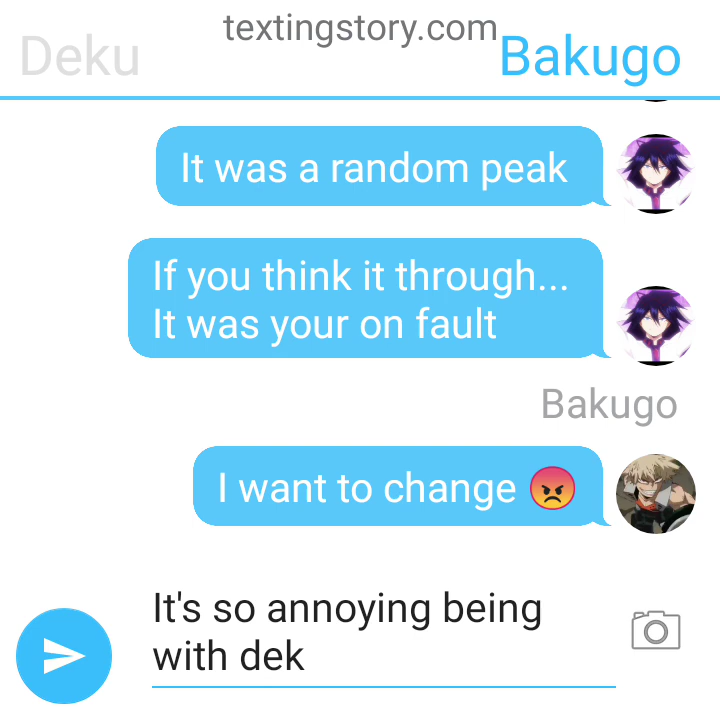 textingstory.com
Deku
Bakugo
It was a random peak
If you think it through...
It was your on fault
Bakugo
I want to change 😡
It's so annoying being
with dek